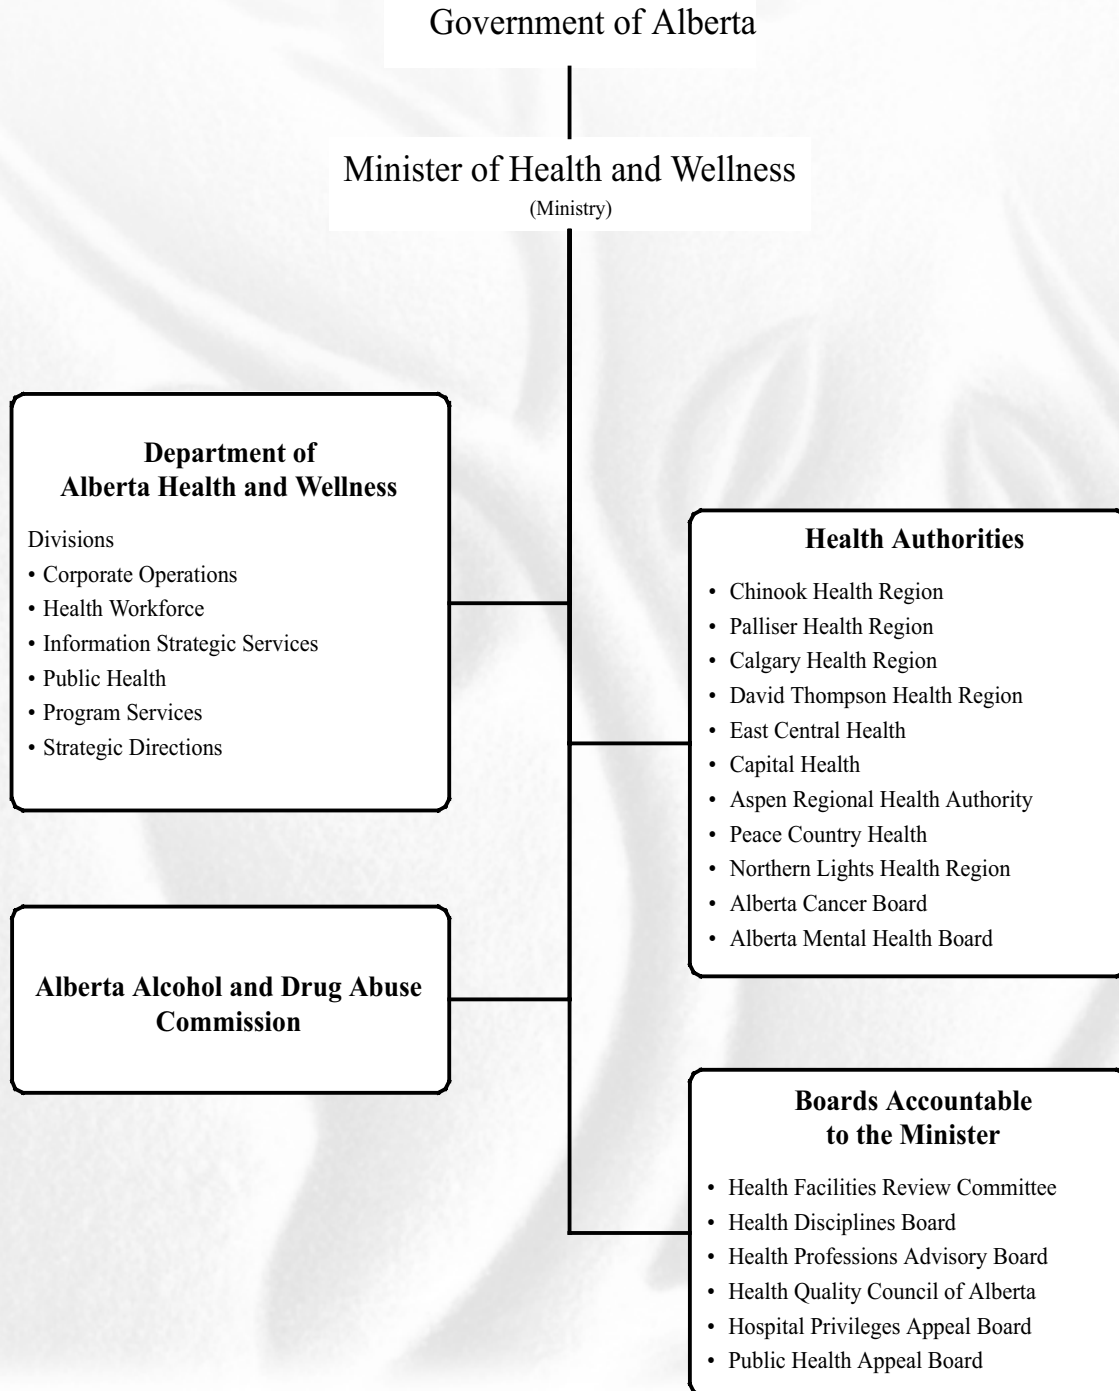 Government of Alberta
Minister of Health and Wellness
(Ministry)
Department of
Alberta Health and Wellness
Divisions
• Corporate Operations
• Health Workforce
• Information Strategic Services
• Public Health
• Program Services
• Strategic Directions
Health Authorities
• Chinook Health Region
• Palliser Health Region
• Calgary Health Region
• David Thompson Health Region
• East Central Health
• Capital Health
• Aspen Regional Health Authority
• Peace Country Health
• Northern Lights Health Region
• Alberta Cancer Board
• Alberta Mental Health Board
Alberta Alcohol and Drug Abuse
Commission
Boards Accountable
to the Minister
• Health Facilities Review Committee
• Health Disciplines Board
• Health Professions Advisory Board
• Health Quality Council of Alberta
• Hospital Privileges Appeal Board
• Public Health Appeal Board